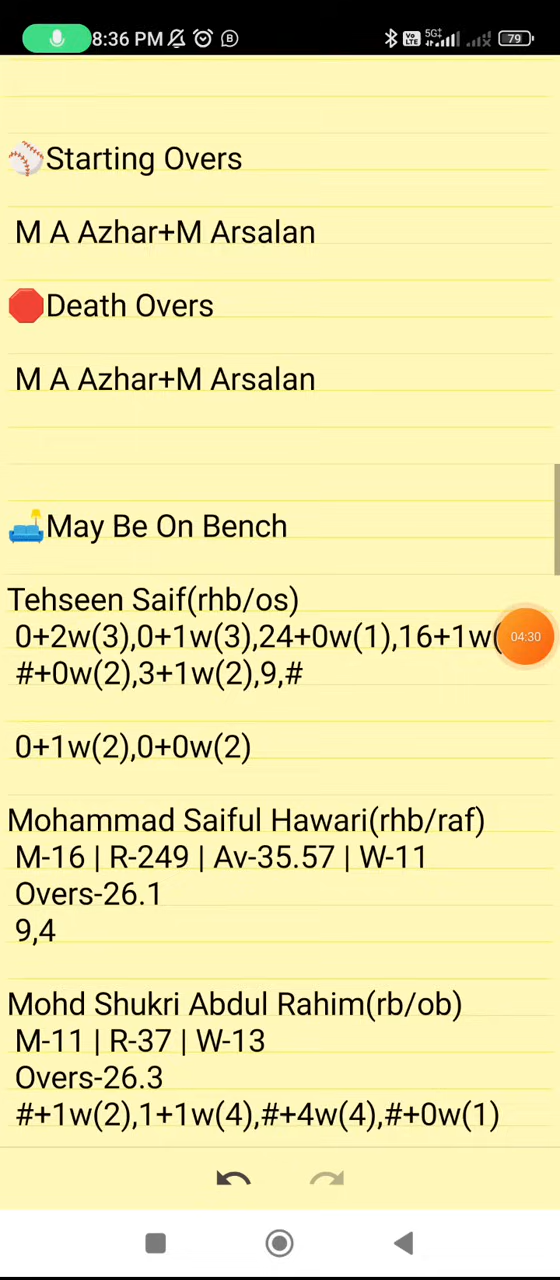 8:36 PM Vo LTE 5G+ 79
Starting Overs
M A Azhar+M Arsalan
Death Overs
M A Azhar+M Arsalan
May Be On Bench
Tehseen Saif(rhb/os)
0+2w(3),0+1w(3),24+0w(1),16+1w(
04:30
#+0w(2),3+1w(2),9,#
0+1w(2),0+0w(2)
Mohammad Saiful Hawari(rhb/raf)
M-16 | R-249 | Av-35.57 | W-11
Overs-26.1
9,4
Mohd Shukri Abdul Rahim(rb/ob)
M-11 | R-37 | W-13
Overs-26.3
#+1w(2),1+1w(4),#+4w(4),#+0w(1)